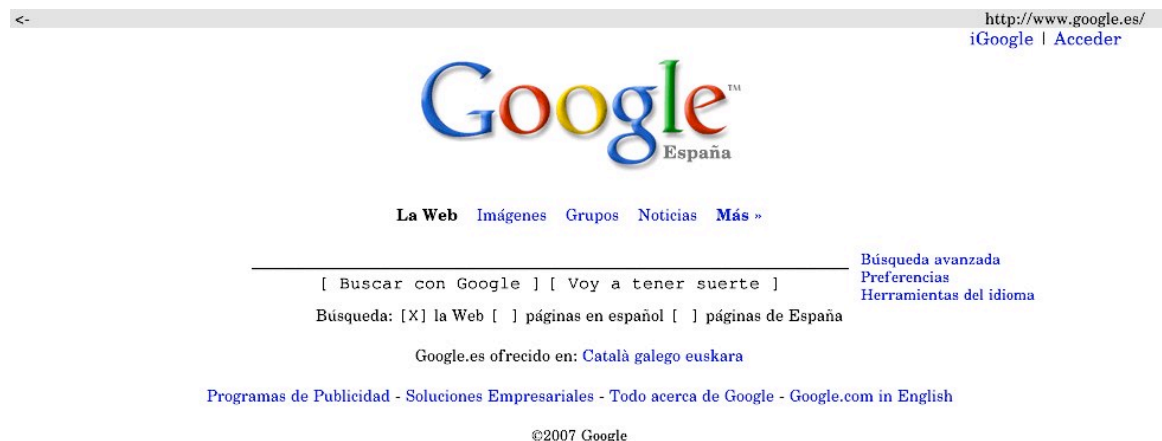 <- http://www.google.es/
iGoogle | Acceder
Google™
España
La Web Imágenes Grupos Noticias Más »
Búsqueda avanzada
[ Buscar con Google ] [ Voy a tener suerte ] Preferencias
Herramientas del idioma
Búsqueda: [X] la Web [ ] páginas en español [ ] páginas de España
Google.es ofrecido en: Català galego euskara
Programas de Publicidad - Soluciones Empresariales - Todo acerca de Google - Google.com in English
©2007 Google